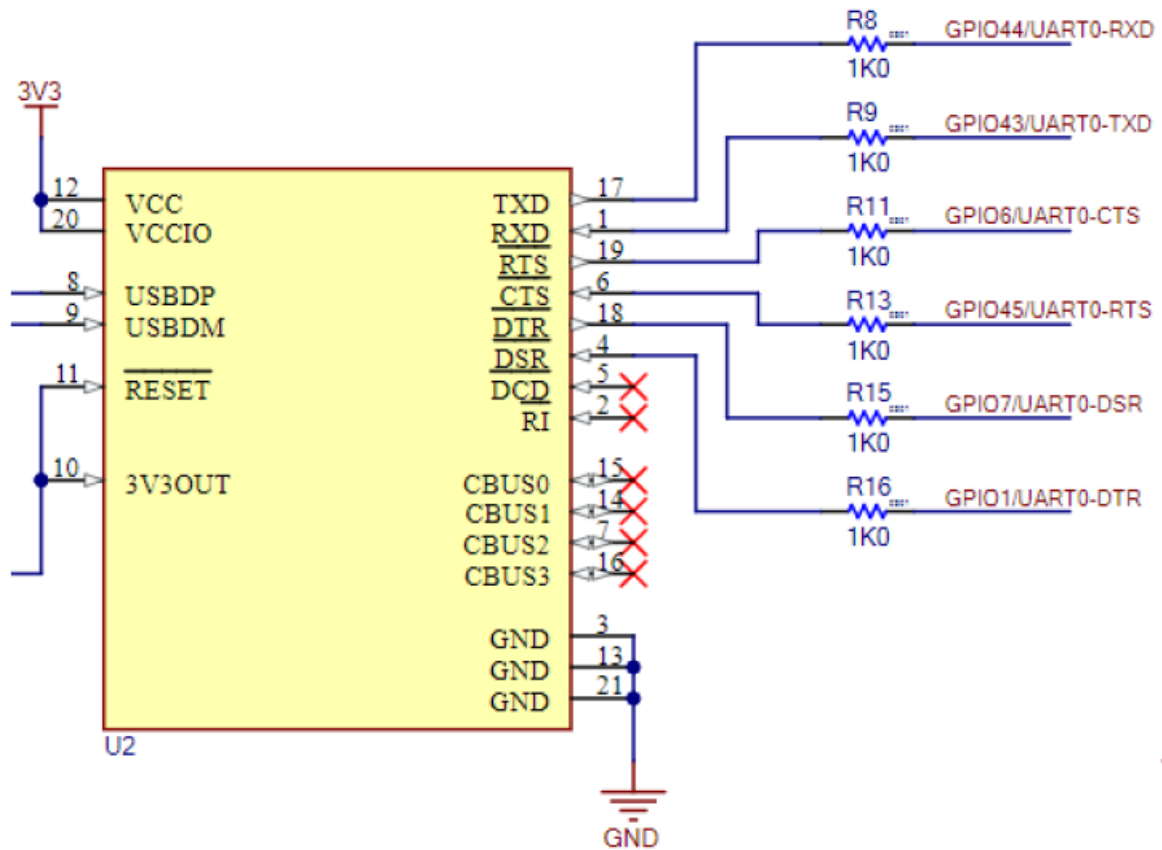 R8 GPIO44/UART0-RXD
1K0
3V3
R9 GPIO43/UART0-TXD
1K0
12 VCC TXD 17
R11 GPIO6/UART0-CTS
20 VCCIO RXD 1
1K0
RTS 19
8 USBDP CTS 6
R13 GPIO45/UART0-RTS
9 USBDM DTR 18
1K0
DSR 4
11 RESET DCD 5
R15 GPIO7/UART0-DSR
RI 2
1K0
10 3V3OUT CBUS0 15
R16 GPIO1/UART0-DTR
CBUS1 14
1K0
CBUS2 7
CBUS3 16
GND 3
GND 13
GND 21
U2
GND